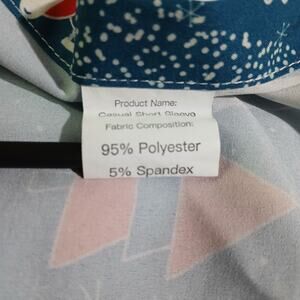 Product Name:
Casual Short Sleeve
Fabric Composition:
95% Polyester
5% Spandex